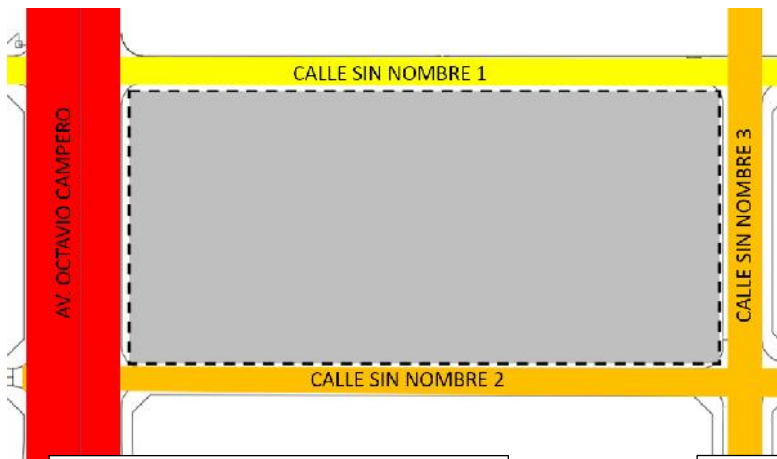 CALLE SIN NOMBRE 1
AV. OCTAVIO CAMPERO
CALLE SIN NOMBRE 3
CALLE SIN NOMBRE 2